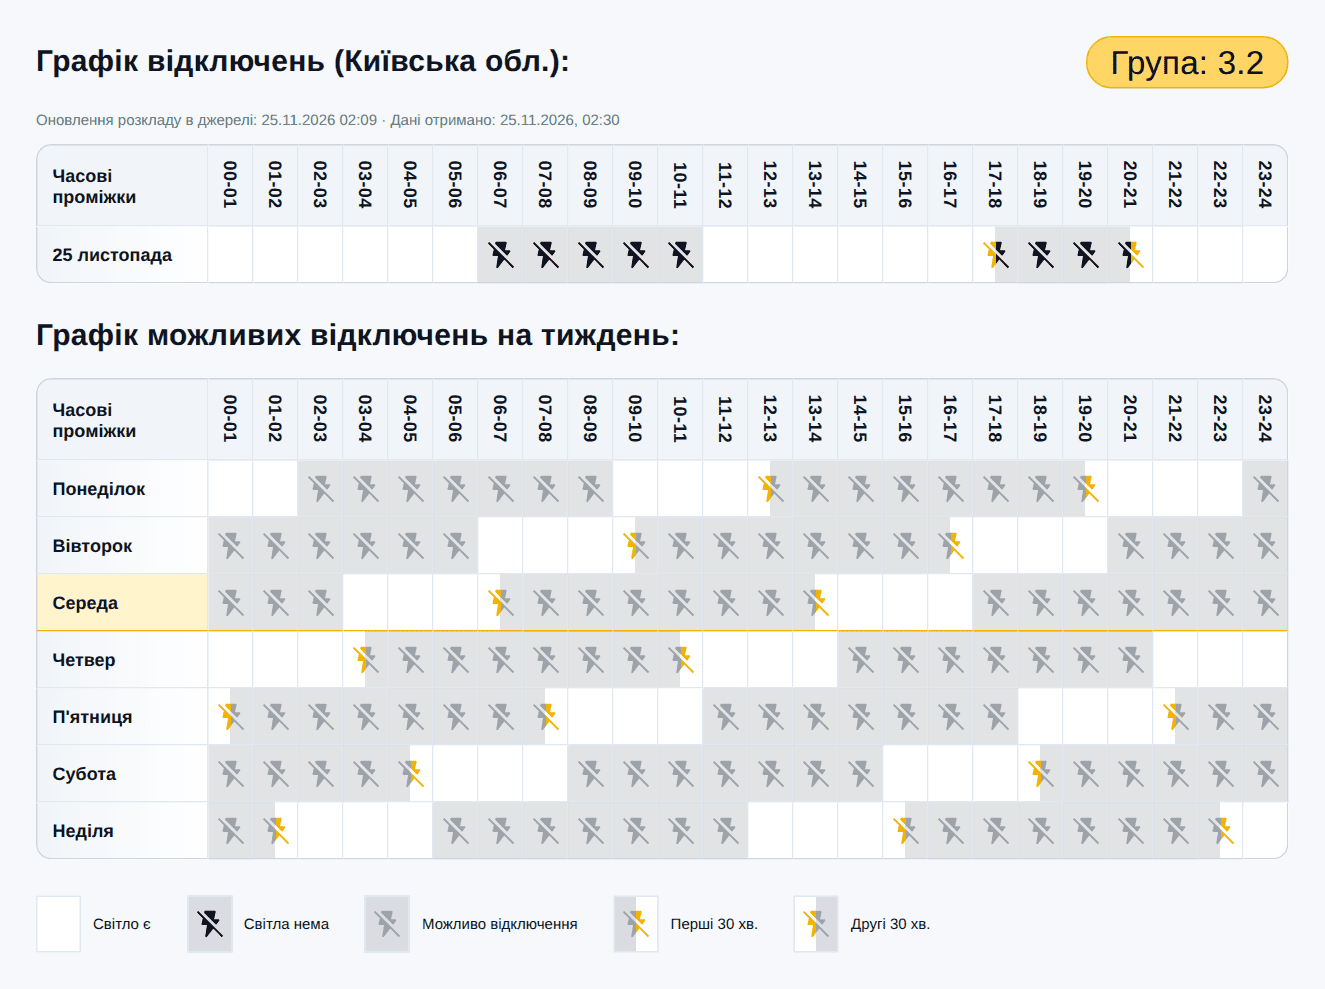 Графік відключень (Київська обл.):
Група: 3.2
Оновлення розкладу в джерелі: 25.11.2026 02:09 · Дані отримано: 25.11.2026, 02:30
Часові проміжки 00-01 01-02 02-03 03-04 04-05 05-06 06-07 07-08 08-09 09-10 10-11 11-12 12-13 13-14 14-15 15-16 16-17 17-18 18-19 19-20 20-21 21-22 22-23 23-24
25 листопада
Графік можливих відключень на тиждень:
Часові проміжки 00-01 01-02 02-03 03-04 04-05 05-06 06-07 07-08 08-09 09-10 10-11 11-12 12-13 13-14 14-15 15-16 16-17 17-18 18-19 19-20 20-21 21-22 22-23 23-24
Понеділок
Вівторок
Середа
Четвер
П'ятниця
Субота
Неділя
Світло є Світла нема Можливо відключення Перші 30 хв. Другі 30 хв.